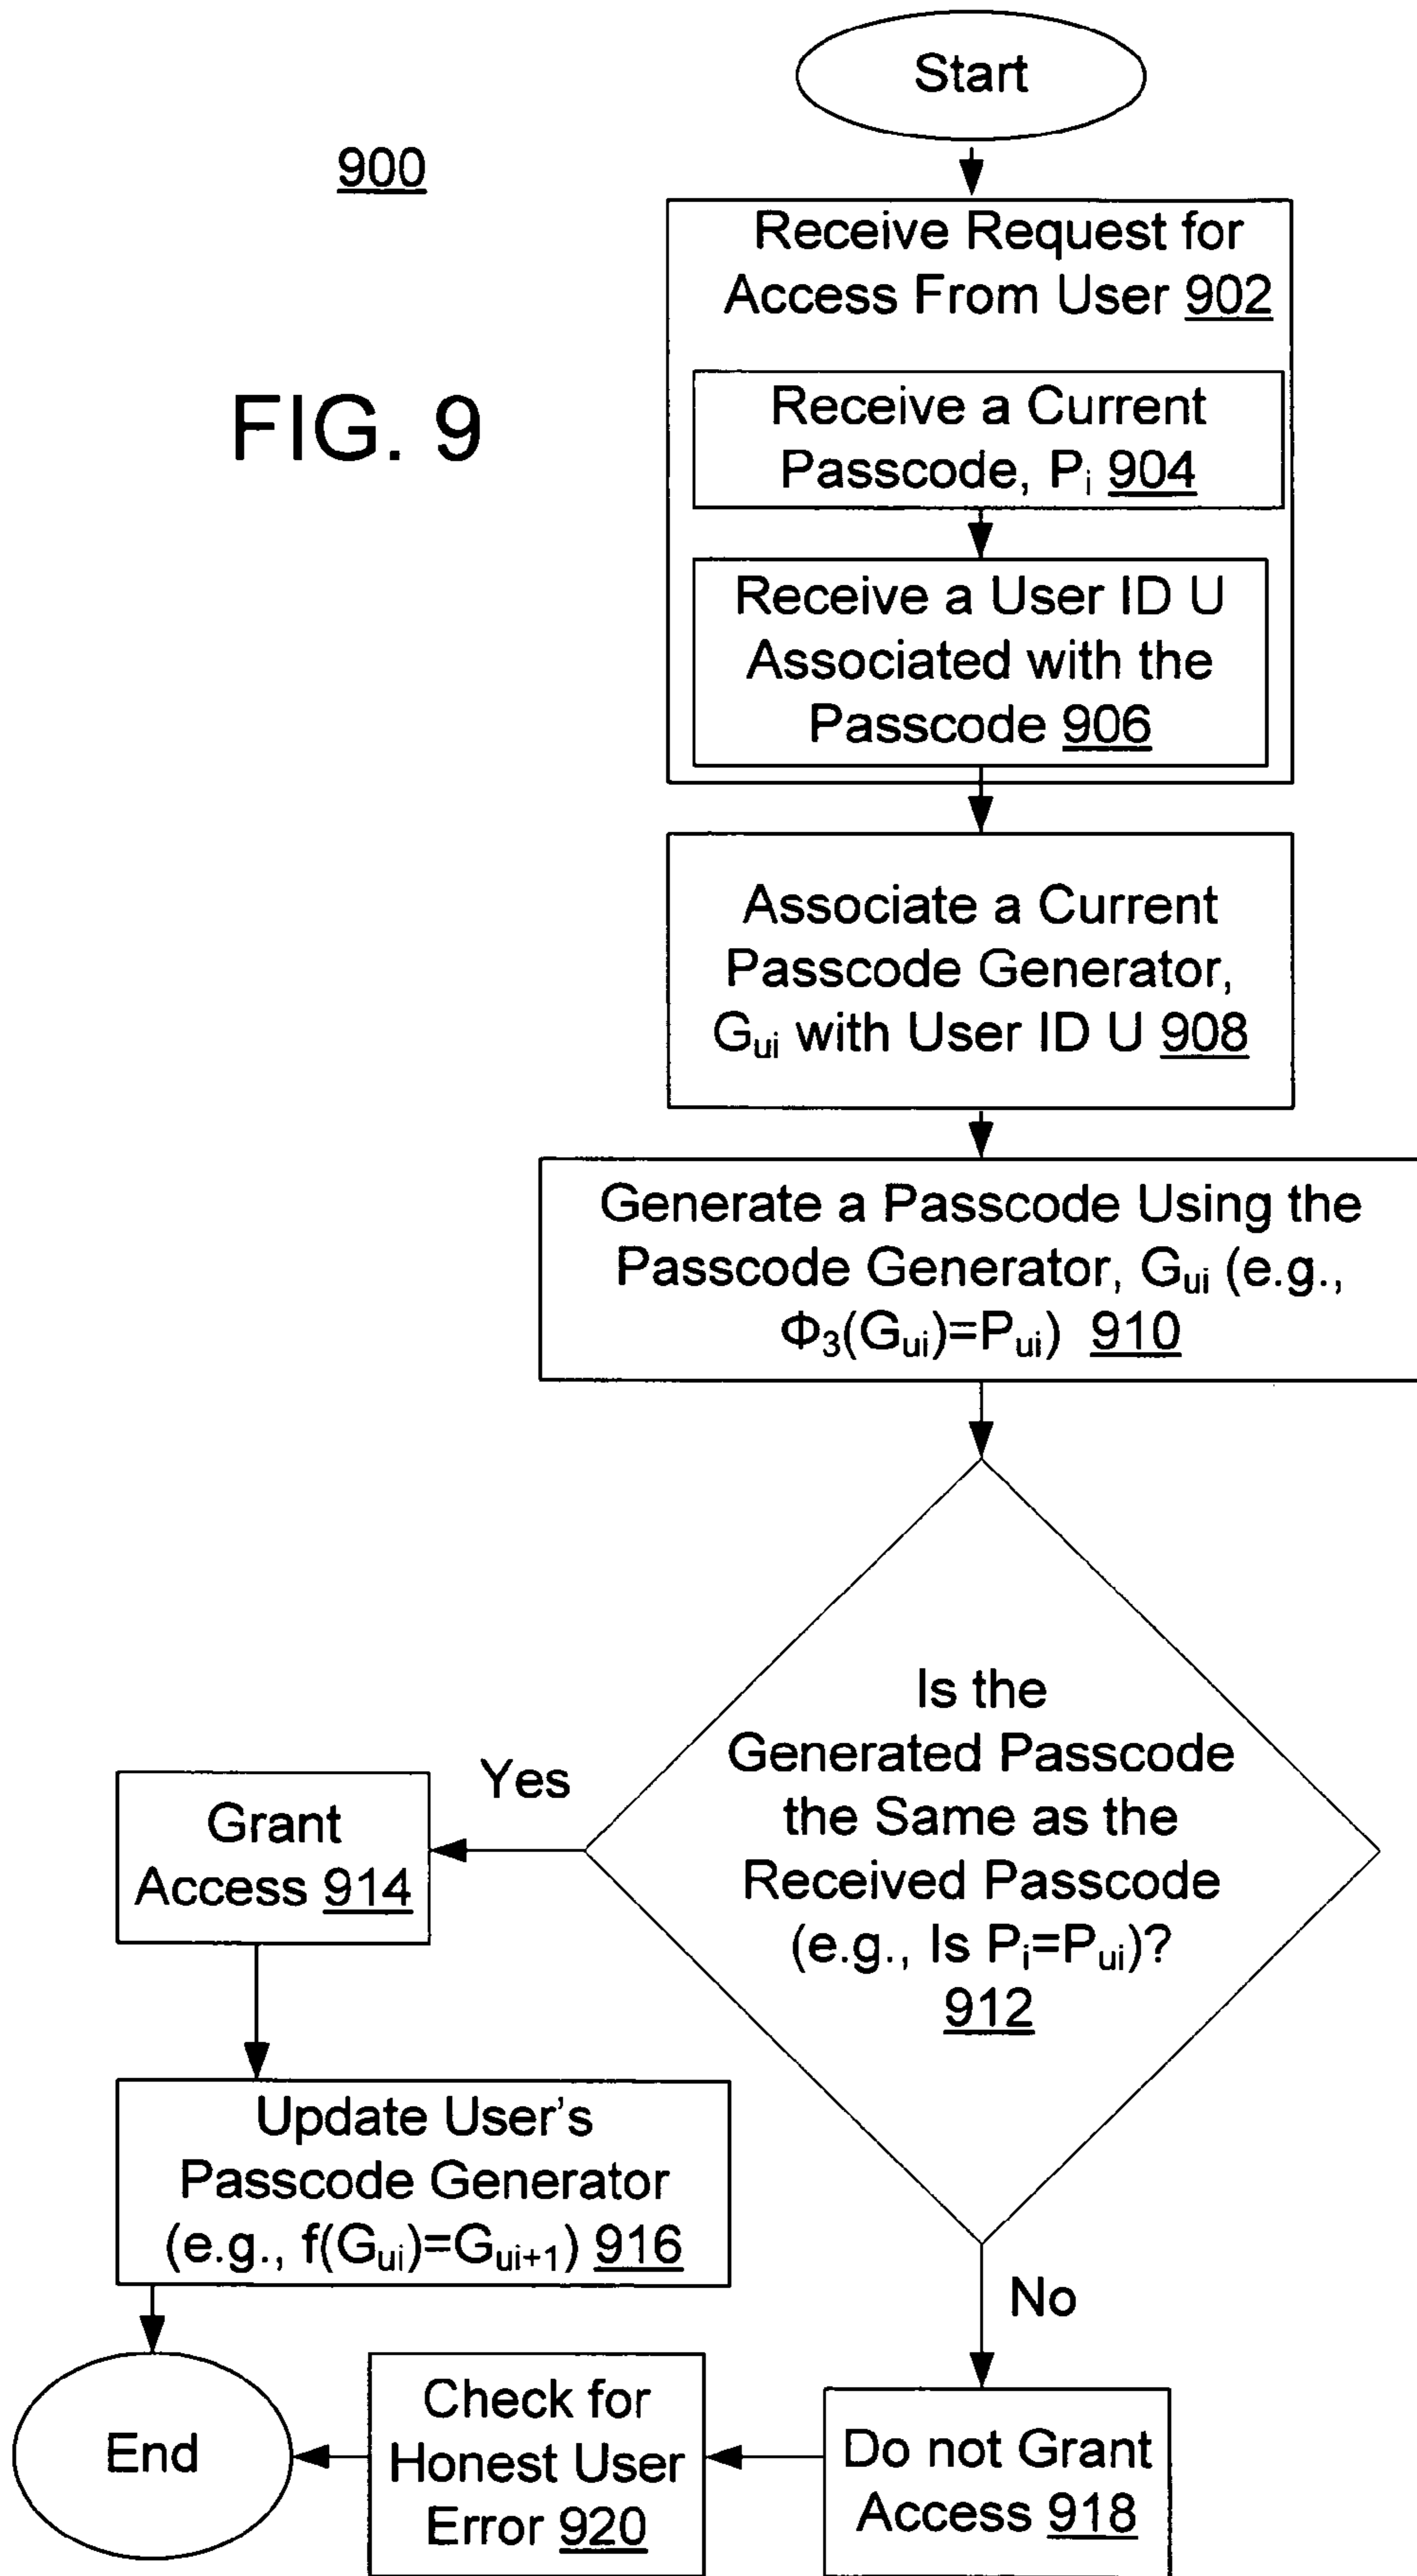 Start
900
FIG. 9
Receive Request for
Access From User 902
Receive a Current
Passcode, Pᵢ 904
Receive a User ID U
Associated with the
Passcode 906
Associate a Current
Passcode Generator,
Gᵤᵢ with User ID U 908
Generate a Passcode Using the
Passcode Generator, Gᵤᵢ (e.g.,
Φ₃(Gᵤᵢ)=Pᵤᵢ) 910
Is the
Generated Passcode
the Same as the
Received Passcode
(e.g., Is Pᵢ=Pᵤᵢ)?
912
Yes
Grant
Access 914
Update User's
Passcode Generator
(e.g., f(Gᵤᵢ)=Gᵤᵢ₊₁) 916
No
Do not Grant
Access 918
Check for
Honest User
Error 920
End